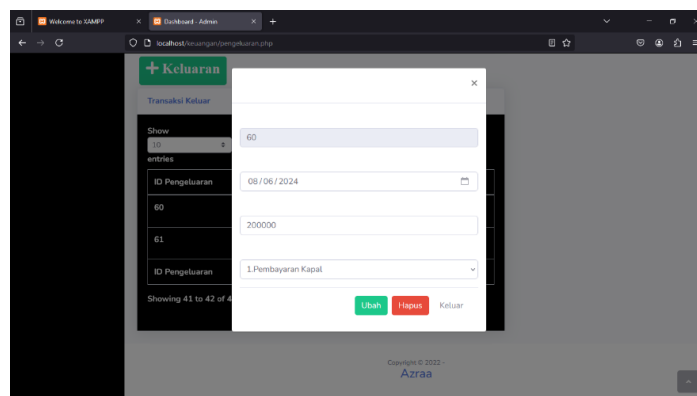 Welcome to XAMPP
Dashboard - Admin
localhost/keuangan/pengeluaran.php
+ Keluaran
Transaksi Keluar
Show
10
entries
ID Pengeluaran
60
61
ID Pengeluaran
Showing 41 to 42 of 4
60
08/06/2024
200000
1.Pembayaran Kapal
Ubah Hapus Keluar
Copyright © 2022 -
Azraa